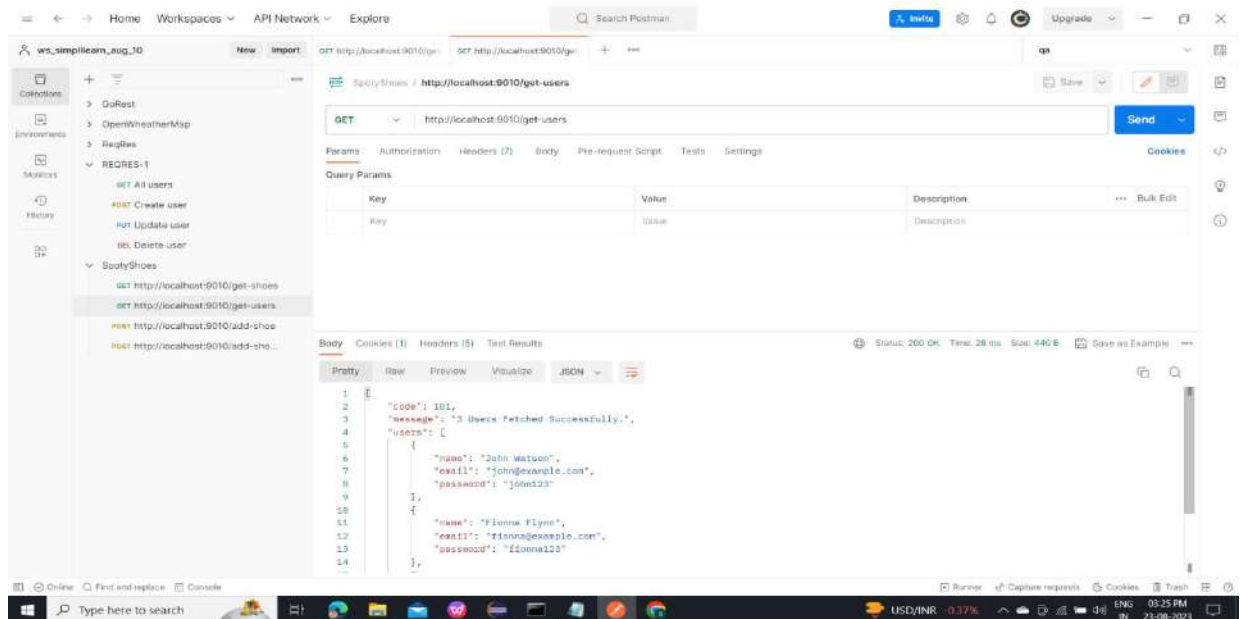 Home Workspaces API Network Explore Search Postman Invite Upgrade
ws_simplilearn_aug_10 New Import GET http://localhost:9010/ge GET http://localhost:9010/ge qa
SpotyShoes / http://localhost:9010/get-users Save
Collections
Environments
Monitors
History
GoRest
OpenWheatherMap
ReqRes
REQRES-1
GET All users
POST Create user
PUT Update user
DEL Delete user
SpotyShoes
GET http://localhost:9010/get-shoes
GET http://localhost:9010/get-users
POST http://localhost:9010/add-shoe
POST http://localhost:9010/add-sho...
GET http://localhost:9010/get-users Send
Params Authorization Headers (7) Body Pre-request Script Tests Settings Cookies
Query Params
Key Value Description Bulk Edit
Key Value Description
Body Cookies (1) Headers (5) Test Results Status: 200 OK Time: 28 ms Size: 440 B Save as Example
Pretty Raw Preview Visualize JSON
1 {
2 "code": 101,
3 "message": "3 Users Fetched Successfully.",
4 "users": [
5 {
6 "name": "John Watson",
7 "email": "john@example.com",
8 "password": "john123"
9 },
10 {
11 "name": "Fionna Flynn",
12 "email": "fionna@example.com",
13 "password": "fionna123"
14 },
Online Find and replace Console Runner Capture requests Cookies Trash
Type here to search USD/INR -0.37% ENG 03:25 PM
IN 23-08-2023